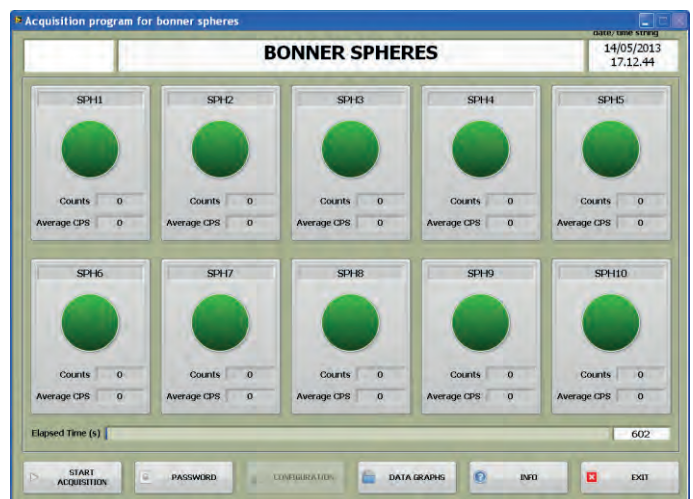 Acquisition program for bonner spheres
date/time string
BONNER SPHERES
14/05/2013
17.12.44
SPH1 SPH2 SPH3 SPH4 SPH5
Counts 0 Counts 0 Counts 0 Counts 0 Counts 0
Average CPS 0 Average CPS 0 Average CPS 0 Average CPS 0 Average CPS 0
SPH6 SPH7 SPH8 SPH9 SPH10
Counts 0 Counts 0 Counts 0 Counts 0 Counts 0
Average CPS 0 Average CPS 0 Average CPS 0 Average CPS 0 Average CPS 0
Elapsed Time (s) 602
START ACQUISITION PASSWORD CONFIGURATION DATA GRAPHS INFO EXIT